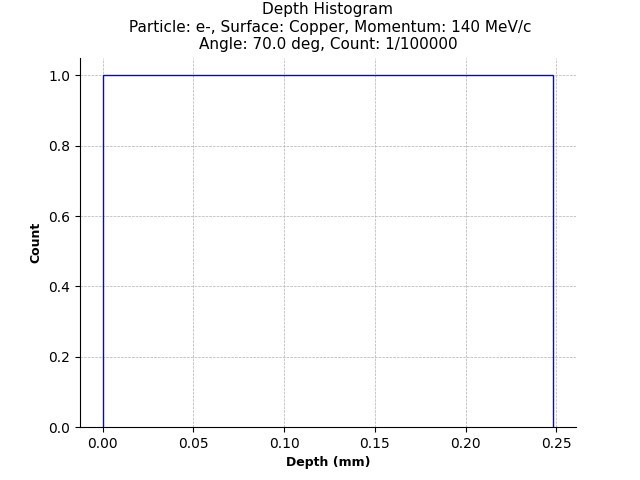 Depth Histogram
Particle: e-, Surface: Copper, Momentum: 140 MeV/c
Angle: 70.0 deg, Count: 1/100000
1.0
0.8
0.6
0.4
0.2
0.0
Count
0.00 0.05 0.10 0.15 0.20 0.25
Depth (mm)